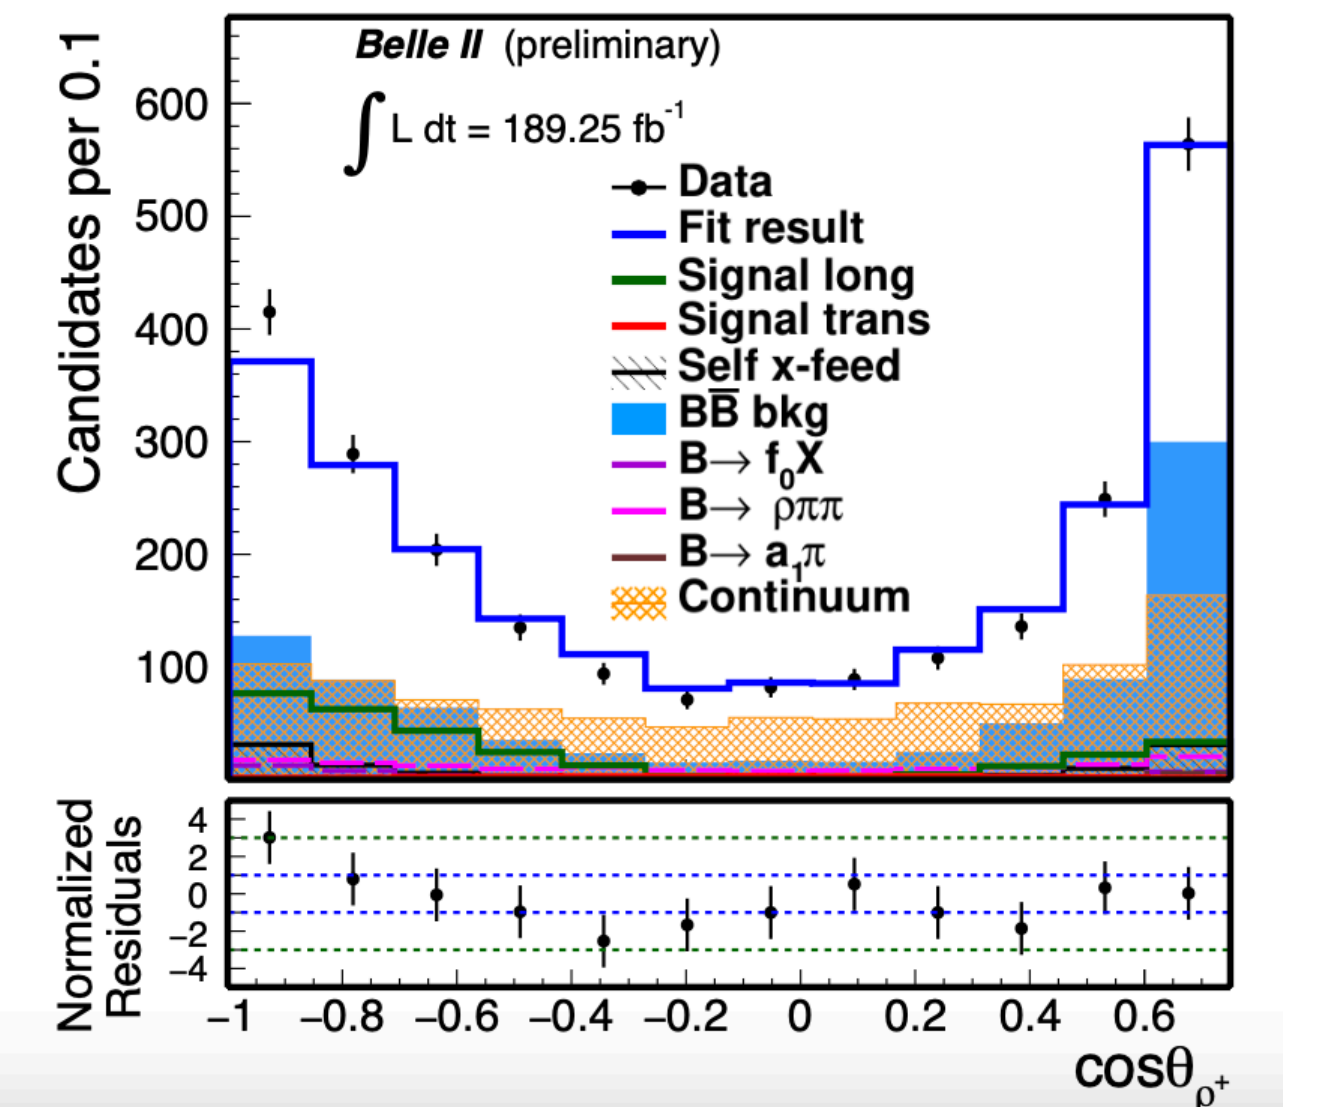 Candidates per 0.1
600
500
400
300
200
100
Belle II (preliminary)
∫ L dt = 189.25 fb⁻¹
Data
Fit result
Signal long
Signal trans
Self x-feed
BB̅ bkg
B→ f₀X
B→ ρππ
B→ a₁π
Continuum
Normalized
Residuals
4
2
0
−2
−4
−1 −0.8 −0.6 −0.4 −0.2 0 0.2 0.4 0.6
cosθ_ρ⁺